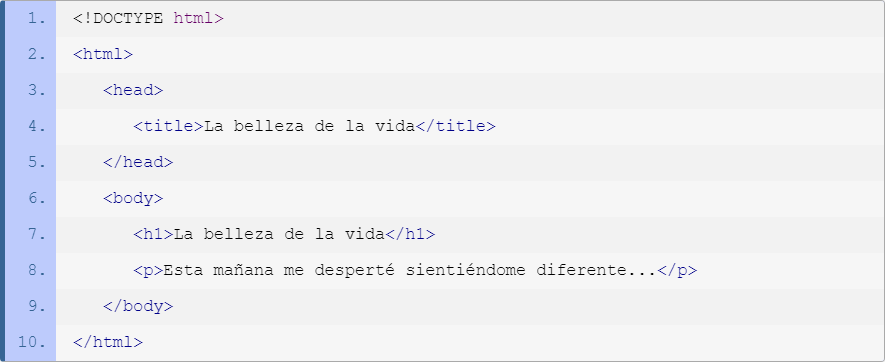 1. <!DOCTYPE html>
2. <html>
3. <head>
4. <title>La belleza de la vida</title>
5. </head>
6. <body>
7. <h1>La belleza de la vida</h1>
8. <p>Esta mañana me desperté sientiéndome diferente...</p>
9. </body>
10. </html>